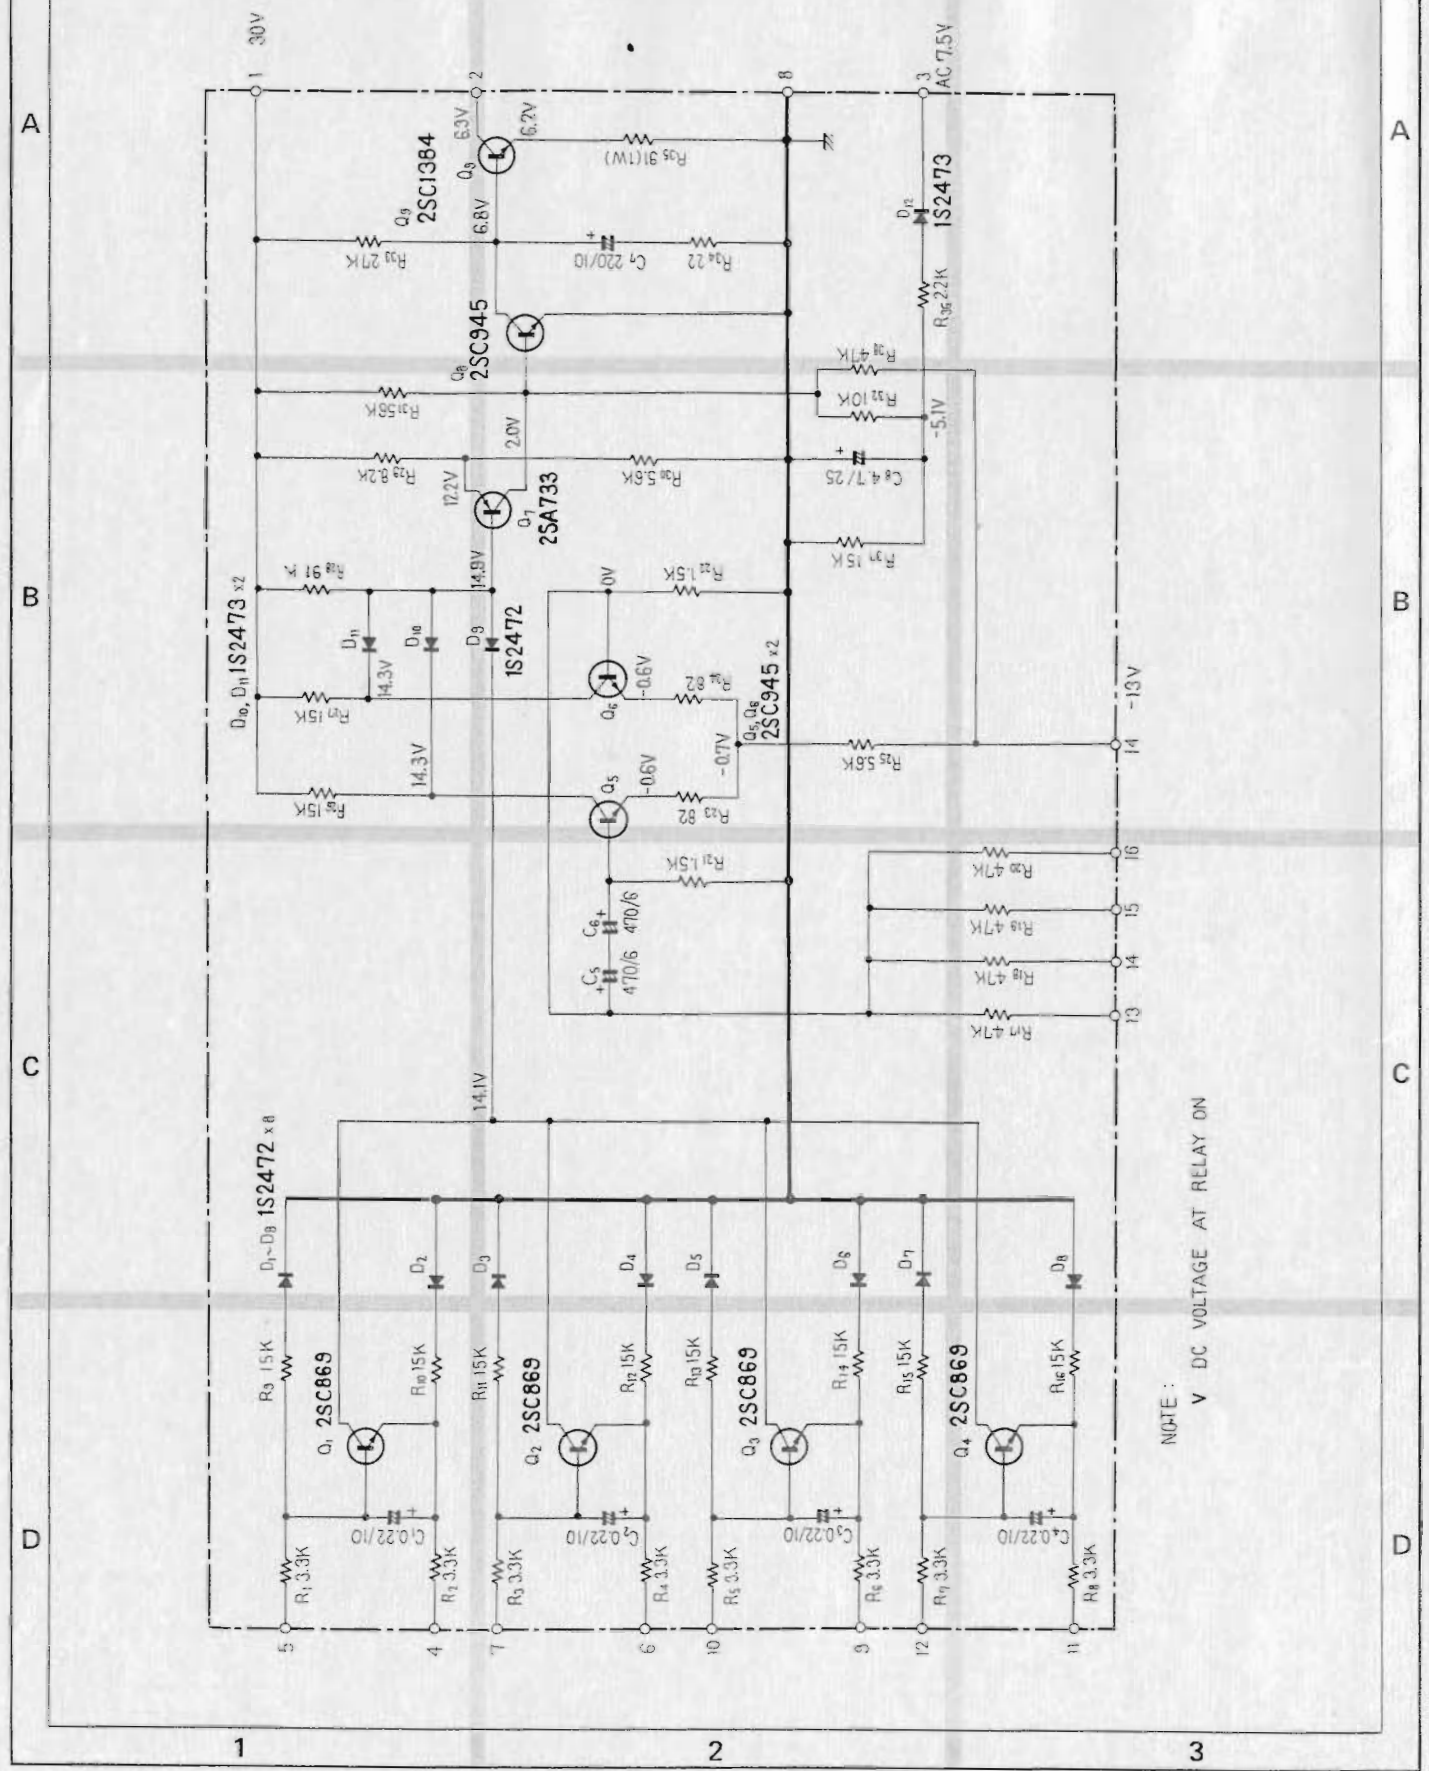 A
B
C
D
A
B
C
D
1
2
3
1 30V
2
8
3 AC 7.5V
6.3V
6.2V
Q9
Q9
2SC1384
6.8V
R35 91(1W)
R33 27K
C7 220/10
+
R34 22
D12
1S2473
R36 2.2K
Q8
2SC945
R31 56K
R38 47K
R32 10K
-5.1V
2.0V
R29 8.2K
12.2V
R30 5.6K
C8 4.7/25
+
Q7
2SA733
R37 15K
14.9V
R28 91K
R22 1.5K
0V
D10, D11 1S2473 x2
D11
D10
D9
1S2472
14.3V
R27 15K
Q6
-0.6V
R24 82
Q5, Q6
2SC945 x2
-0.7V
-13V
14
R25 5.6K
14.3V
R26 15K
Q5
-0.6V
R23 82
R21 1.5K
C6 +
470/6
+C5
470/6
R20 47K
16
R19 47K
15
R18 47K
14
R17 47K
13
14.1V
D1~D8 1S2472 x8
D2
D3
D4
D5
D6
D7
D8
R9 15K
R10 15K
R11 15K
R12 15K
R13 15K
R14 15K
R15 15K
R16 15K
Q1 2SC869
Q2 2SC869
Q3 2SC869
Q4 2SC869
C1 0.22/10
+
C2 0.22/10
+
C3 0.22/10
+
C4 0.22/10
+
R1 3.3K
R2 3.3K
R3 3.3K
R4 3.3K
R5 3.3K
R6 3.3K
R7 3.3K
R8 3.3K
5
4
7
6
10
9
12
11
NOTE :
V DC VOLTAGE AT RELAY ON